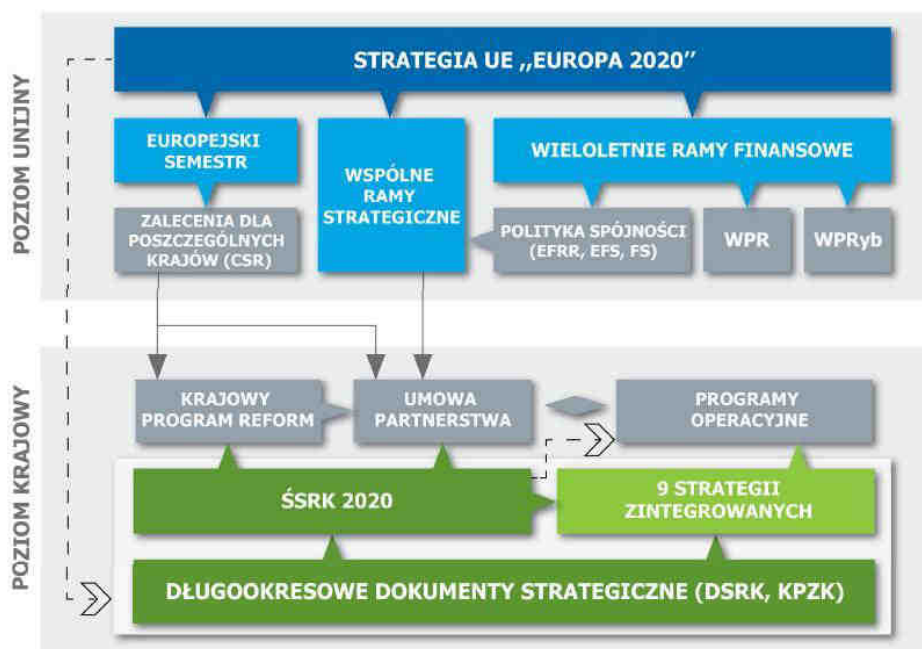 POZIOM UNIJNY
STRATEGIA UE ,,EUROPA 2020”
EUROPEJSKI
SEMESTR
WSPÓLNE
RAMY
STRATEGICZNE
WIELOLETNIE RAMY FINANSOWE
ZALECENIA DLA
POSZCZEGÓLNYCH
KRAJÓW (CSR)
POLITYKA SPÓJNOŚCI
(EFRR, EFS, FS)
WPR
WPRyb
POZIOM KRAJOWY
KRAJOWY
PROGRAM REFORM
UMOWA
PARTNERSTWA
PROGRAMY
OPERACYJNE
ŚSRK 2020
9 STRATEGII
ZINTEGROWANYCH
DŁUGOOKRESOWE DOKUMENTY STRATEGICZNE (DSRK, KPZK)